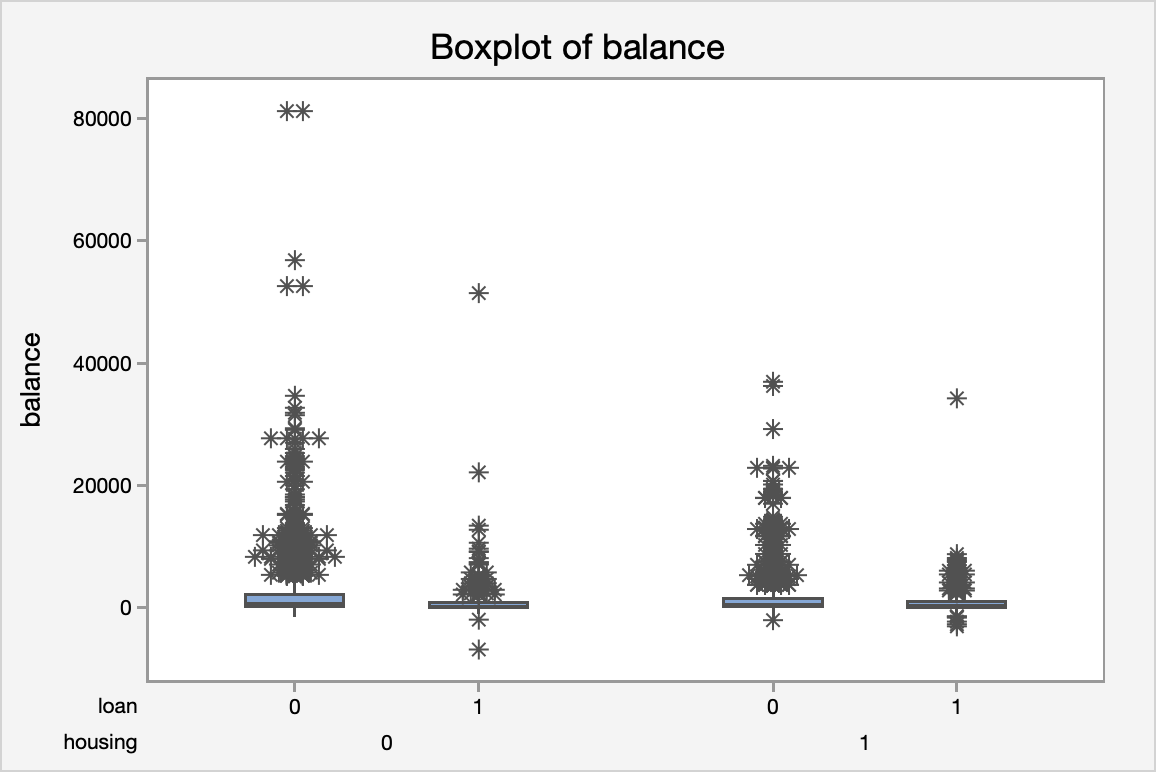 Boxplot of balance
80000
60000
40000
20000
0
balance
loan 0 1 0 1
housing 0 1